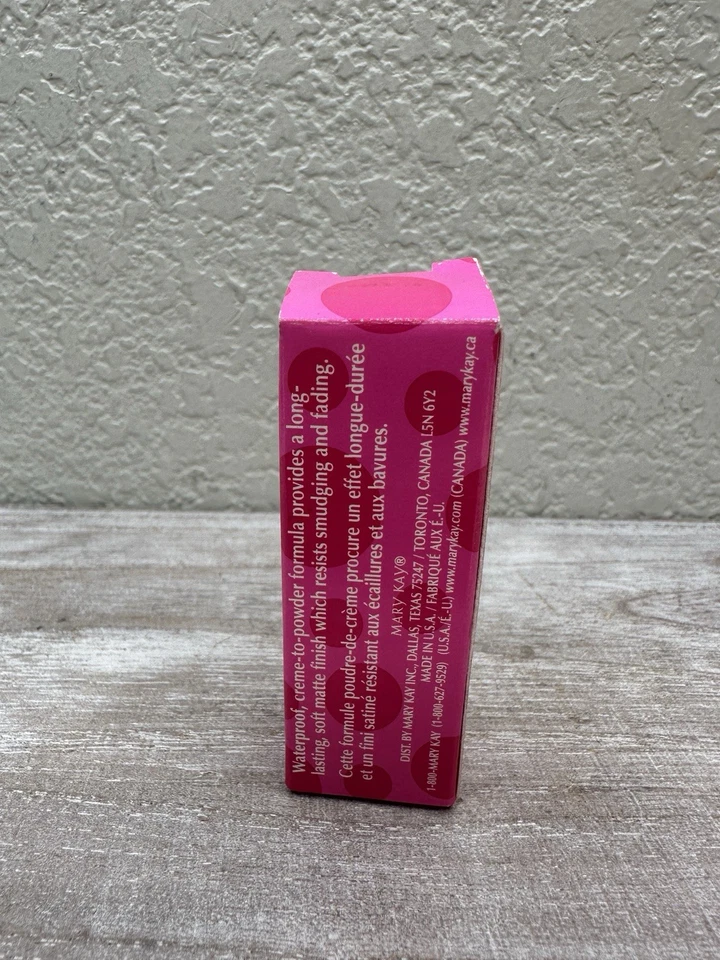 Waterproof, creme-to-powder formula provides a long-
lasting, soft matte finish which resists smudging and fading.
Cette formule poudre-de-crème procure un effet longue-durée
et un fini satiné résistant aux écaillures et aux bavures.
MARY KAY®
DIST. BY MARY KAY INC., DALLAS, TEXAS 75247 / TORONTO, CANADA L5N 6Y2
MADE IN U.S.A. / FABRIQUÉ AUX É.-U.
1-800-MARY KAY (1-800-627-9529) (U.S.A./É.-U.) www.marykay.com (CANADA) www.marykay.ca